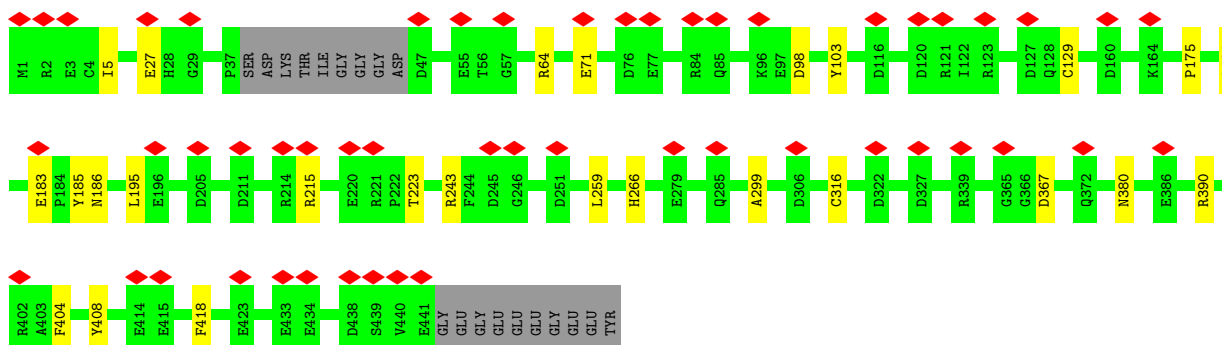 M1 R2 E3 C4 I5 E27 H28 G29 P37 SER ASP LYS THR ILE GLY GLY GLY ASP D47 E55 T56 G57 R64 E71 D76 E77 R84 Q85 K96 E97 D98 Y103 D116 D120 R121 I122 R123 D127 Q128 C129 D160 K164 P175
E183 P184 Y185 N186 L195 E196 D205 D211 R214 R215 E220 R221 P222 T223 R243 F244 D245 G246 D251 L259 H266 E279 Q285 A299 D306 C316 D322 D327 R339 G365 G366 D367 Q372 N380 E386 R390
R402 A403 F404 Y408 E414 E415 F418 E423 E433 E434 D438 S439 V440 E441 GLY GLU GLY GLU GLU GLU GLY GLU GLU TYR